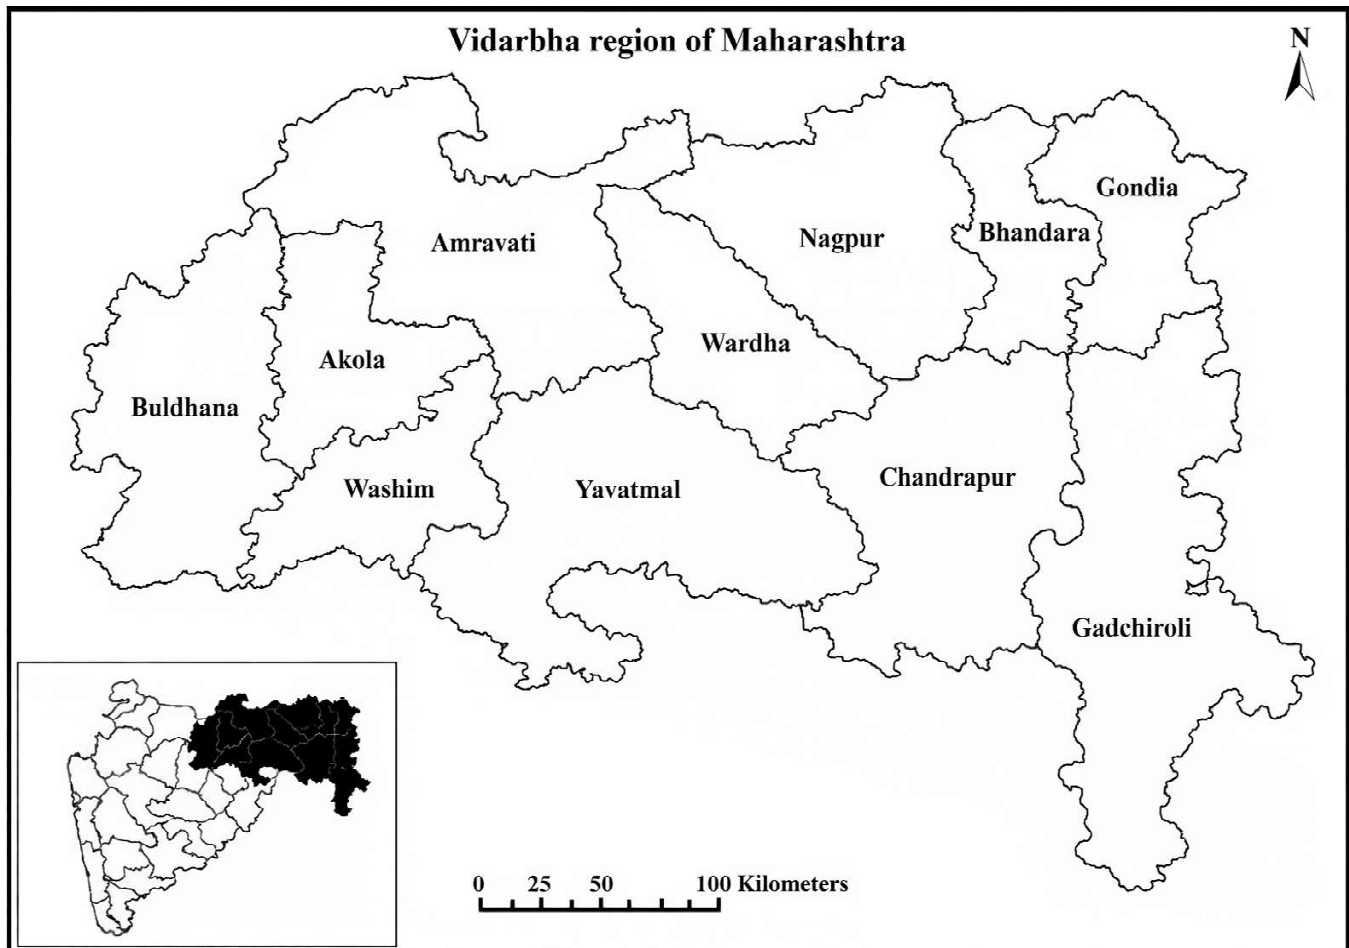 Vidarbha region of Maharashtra
N
Gondia
Nagpur
Bhandara
Amravati
Wardha
Akola
Buldhana
Chandrapur
Washim
Yavatmal
Gadchiroli
0 25 50 100 Kilometers